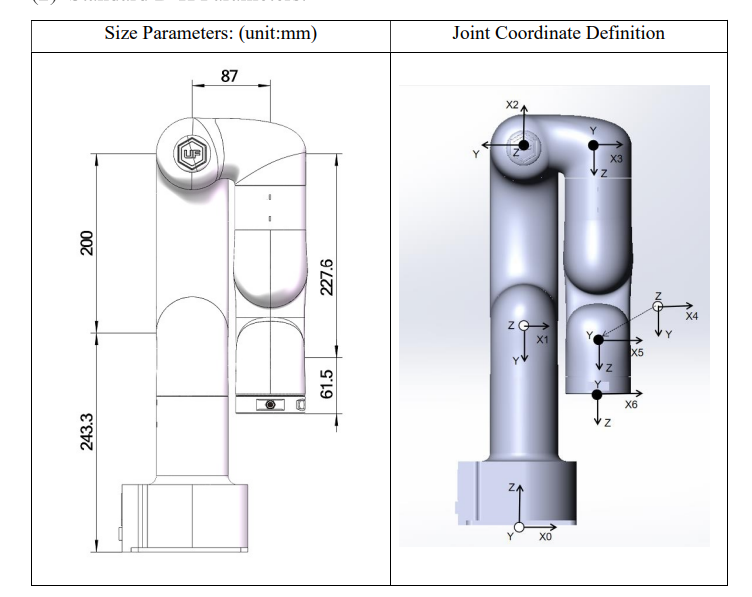 Size Parameters: (unit:mm)
Joint Coordinate Definition
87
UF
200
227.6
243.3
61.5
X2
Y
Z
Y
X3
Z
Z
X1
Y
Z
X4
Y
Y
X5
Z
Y
X6
Z
Z
Y
X0